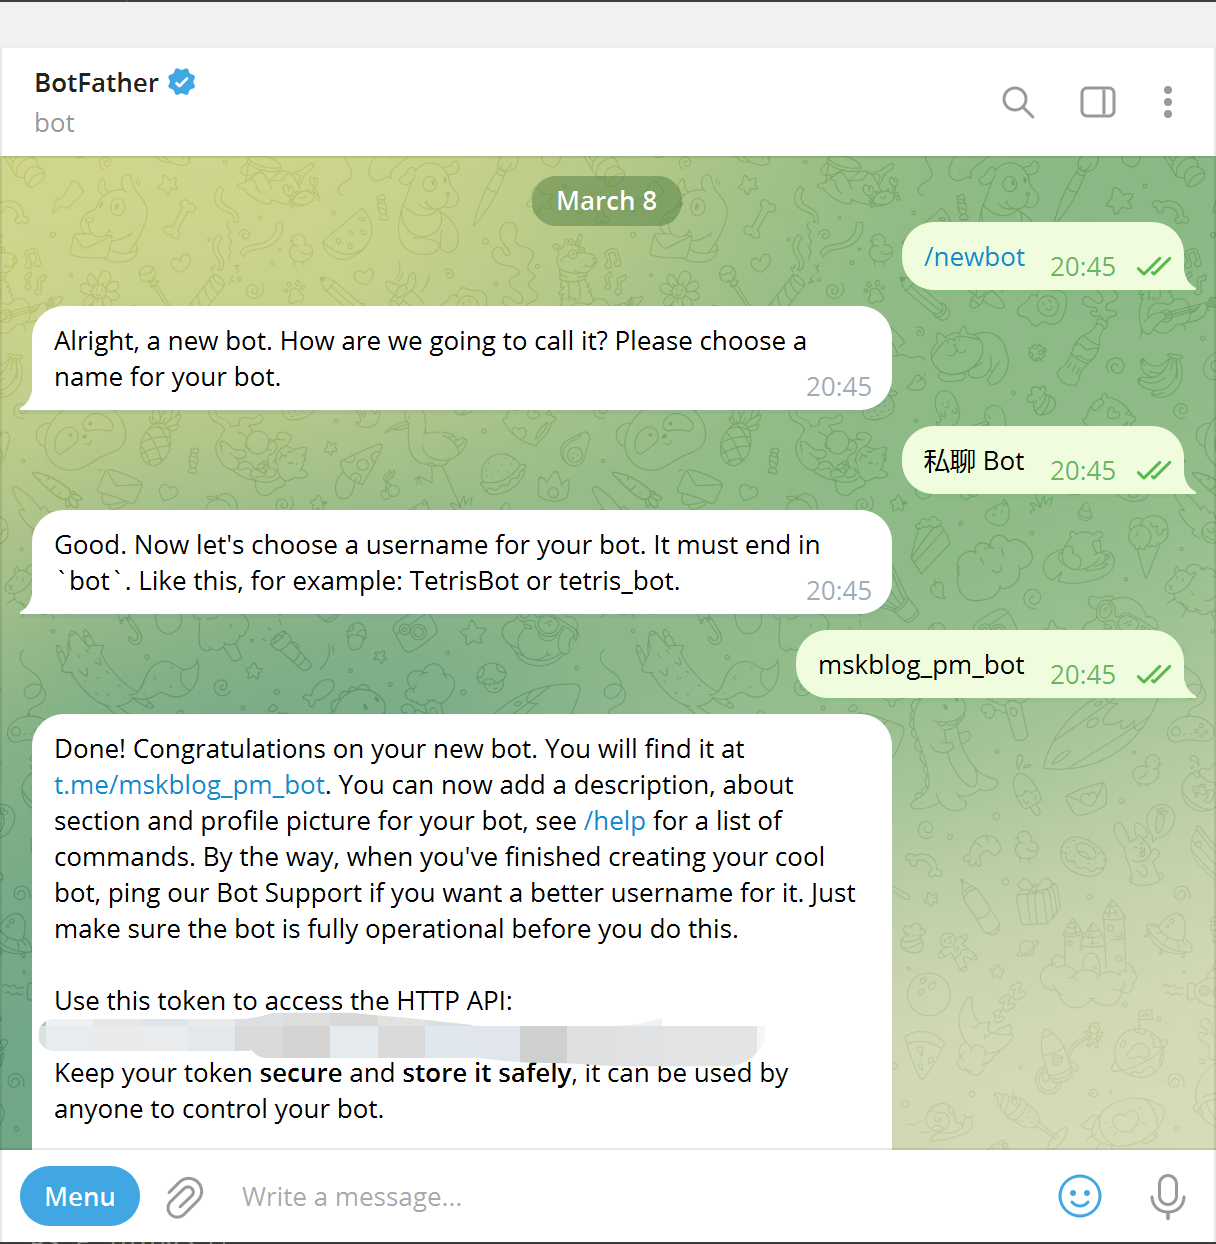 BotFather
bot
March 8
/newbot 20:45
Alright, a new bot. How are we going to call it? Please choose a
name for your bot.
20:45
私聊 Bot 20:45
Good. Now let's choose a username for your bot. It must end in
`bot`. Like this, for example: TetrisBot or tetris_bot.
20:45
mskblog_pm_bot 20:45
Done! Congratulations on your new bot. You will find it at
t.me/mskblog_pm_bot. You can now add a description, about
section and profile picture for your bot, see /help for a list of
commands. By the way, when you've finished creating your cool
bot, ping our Bot Support if you want a better username for it. Just
make sure the bot is fully operational before you do this.
Use this token to access the HTTP API:
Keep your token secure and store it safely, it can be used by
anyone to control your bot.
Menu
Write a message...